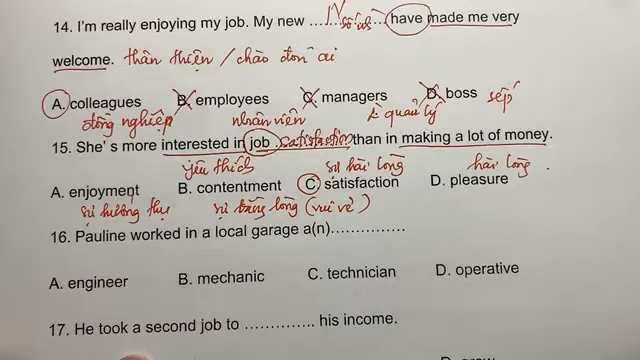 14. I'm really enjoying my job. My new ....N số ít... have made me very
welcome. thân thiện / chào đón ai
A. colleagues B. employees C. managers D. boss sếp
đồng nghiệp nhân viên quản lý
15. She's more interested in job ..satisfaction than in making a lot of money.
yêu thích sự hài lòng hài lòng
A. enjoyment B. contentment C. satisfaction D. pleasure
sự hưởng thụ sự bằng lòng (vui vẻ)
16. Pauline worked in a local garage a(n)...............
A. engineer B. mechanic C. technician D. operative
17. He took a second job to .............. his income.